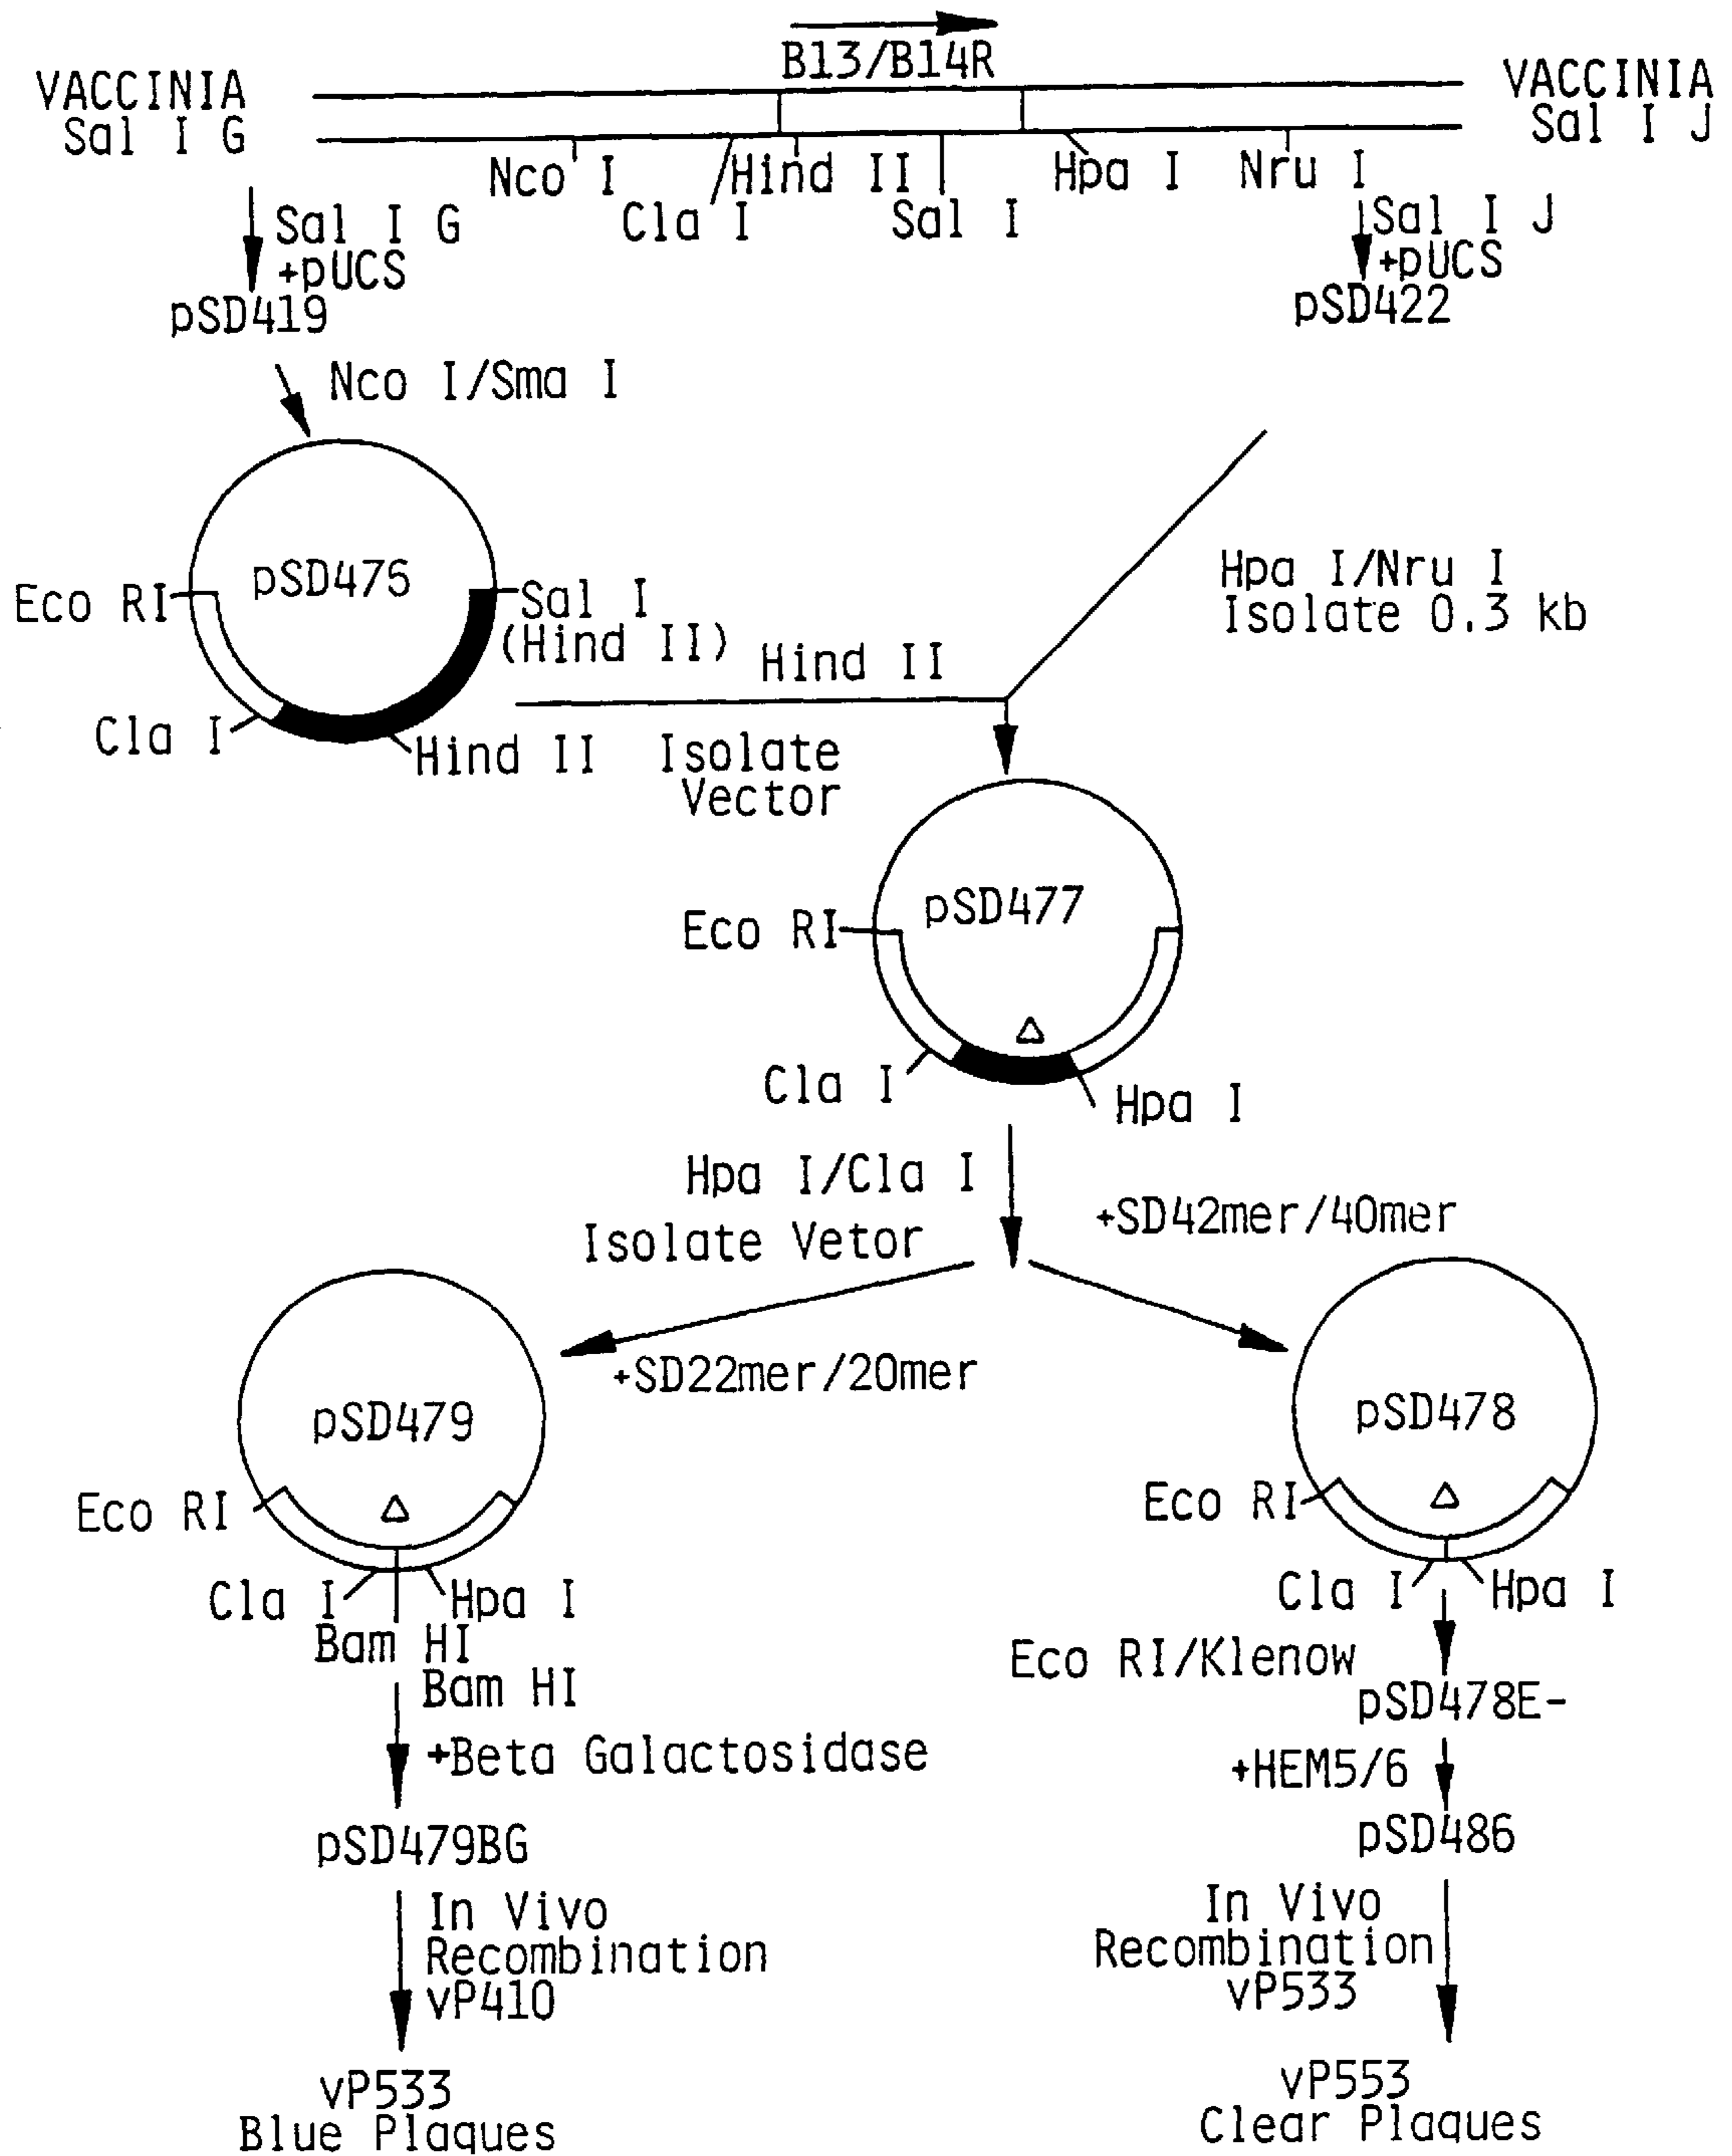 B13/B14R
VACCINIA
Sal I G
VACCINIA
Sal I J
Nco I
Cla I
Hind II
Sal I
Hpa I
Nru I
Sal I G
+pUCS
pSD419
Sal I J
+pUCS
pSD422
Nco I/Sma I
pSD475
Eco RI
Sal I
(Hind II)
Cla I
Hind II
Hind II
Isolate
Vector
Hpa I/Nru I
Isolate 0.3 kb
pSD477
Eco RI
Cla I
Δ
Hpa I
Hpa I/Cla I
Isolate Vetor
+SD42mer/40mer
+SD22mer/20mer
pSD479
Eco RI
Δ
Cla I
Hpa I
Bam HI
Bam HI
+Beta Galactosidase
pSD479BG
In Vivo
Recombination
vP410
vP533
Blue Plaques
pSD478
Eco RI
Δ
Cla I
Hpa I
Eco RI/Klenow
pSD478E-
+HEM5/6
pSD486
In Vivo
Recombination
vP533
vP553
Clear Plaques